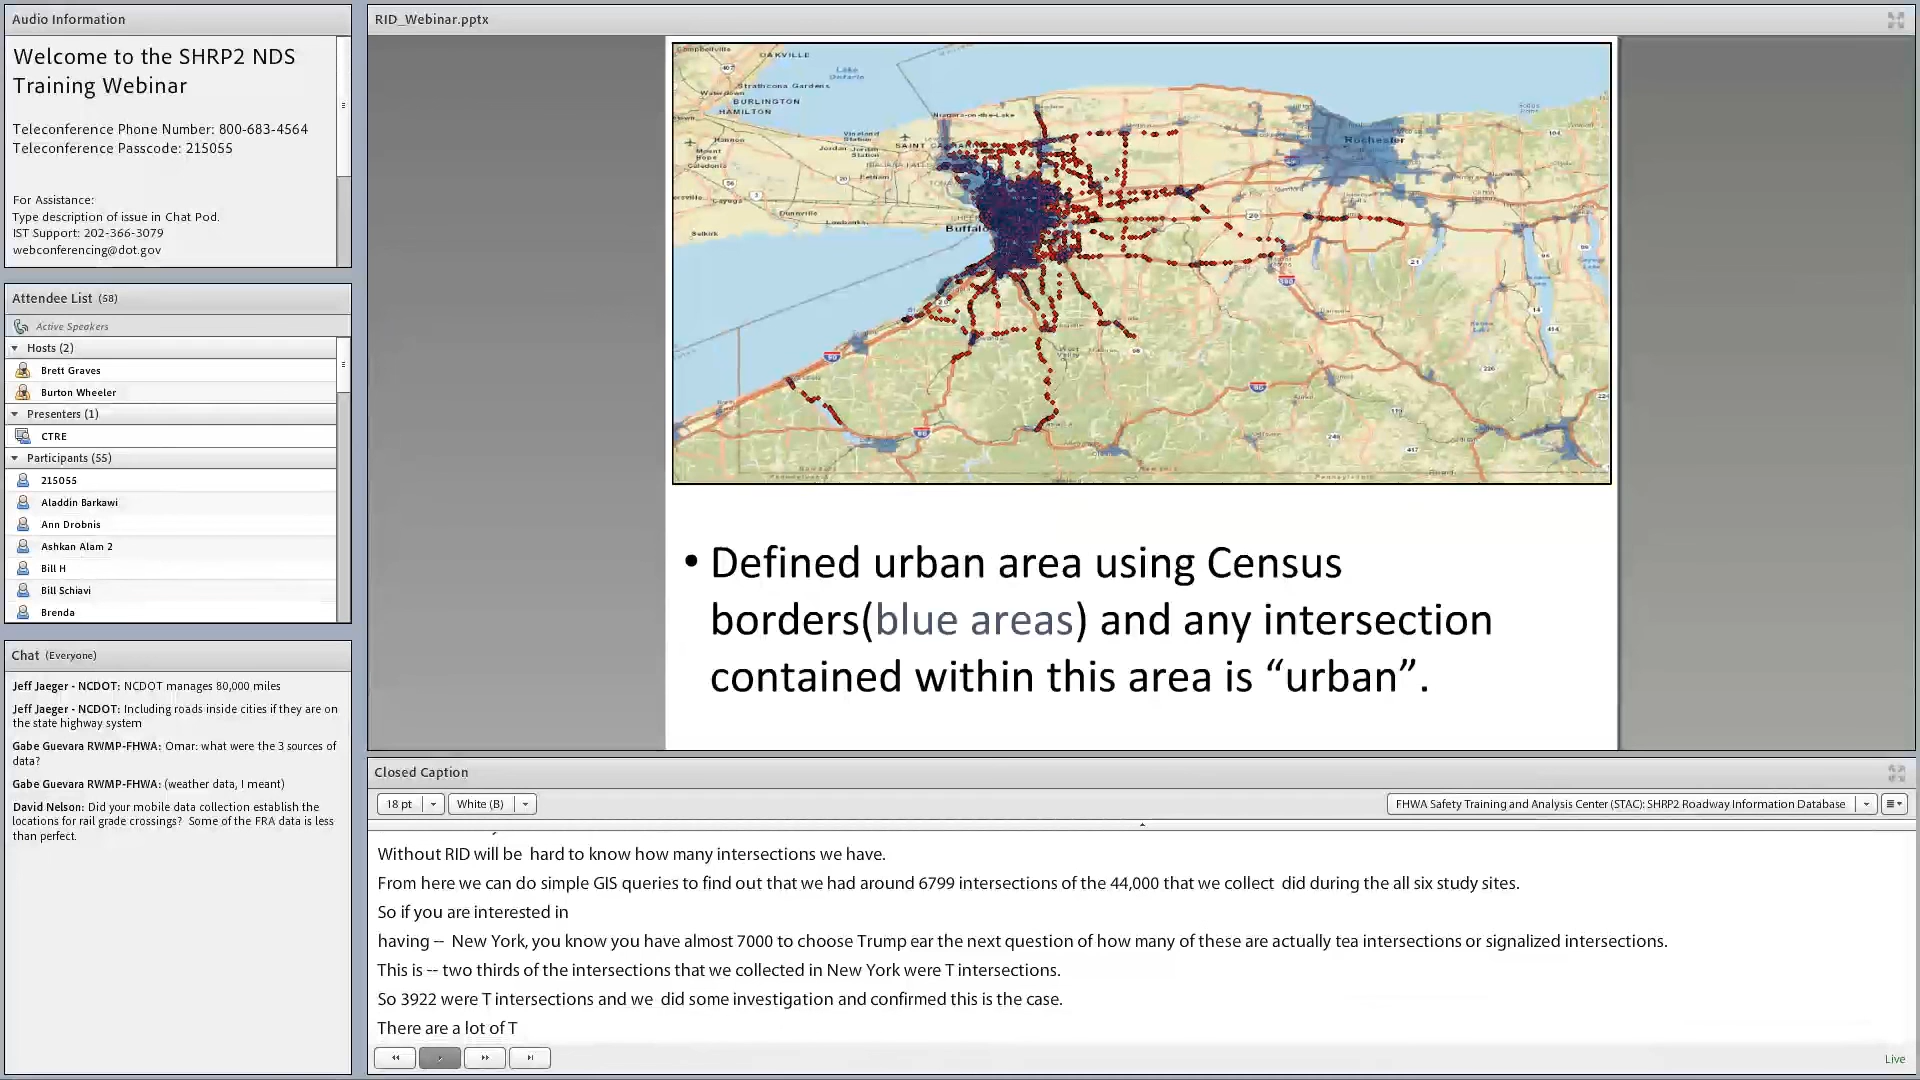 Audio Information
Welcome to the SHRP2 NDS
Training Webinar
Teleconference Phone Number: 800-683-4564
Teleconference Passcode: 215055
For Assistance:
Type description of issue in Chat Pod.
IST Support: 202-366-3079
webconferencing@dot.gov
Attendee List (58)
Active Speakers
Hosts (2)
Brett Graves
Burton Wheeler
Presenters (1)
CTRE
Participants (55)
215055
Aladdin Barkawi
Ann Drobnis
Ashkan Alam 2
Bill H
Bill Schiavi
Brenda
Chat (Everyone)
Jeff Jaeger - NCDOT: NCDOT manages 80,000 miles
Jeff Jaeger - NCDOT: Including roads inside cities if they are on
the state highway system
Gabe Guevara RWMP-FHWA: Omar: what were the 3 sources of
data?
Gabe Guevara RWMP-FHWA: (weather data, I meant)
David Nelson: Did your mobile data collection establish the
locations for rail grade crossings? Some of the FRA data is less
than perfect.
RID_Webinar.pptx
OAKVILLE
Lake
Ontario
Strathcona Gardens
BURLINGTON
HAMILTON
Niagara-on-the-Lake
Vineland
Station
Jordan
Station
Rochester
Buffalo
Dunnville
Selkirk
• Defined urban area using Census
borders(blue areas) and any intersection
contained within this area is “urban”.
Closed Caption
18 pt
White (B)
FHWA Safety Training and Analysis Center (STAC): SHRP2 Roadway Information Database
Without RID will be  hard to know how many intersections we have.
From here we can do simple GIS queries to find out that we had around 6799 intersections of the 44,000 that we collect  did during the all six study sites.
So if you are interested in
having --  New York, you know you have almost 7000 to choose Trump ear the next question of how many of these are actually tea intersections or signalized intersections.
This is -- two thirds of the intersections that we collected in New York were T intersections.
So 3922 were T intersections and we  did some investigation and confirmed this is the case.
There are a lot of T
Live